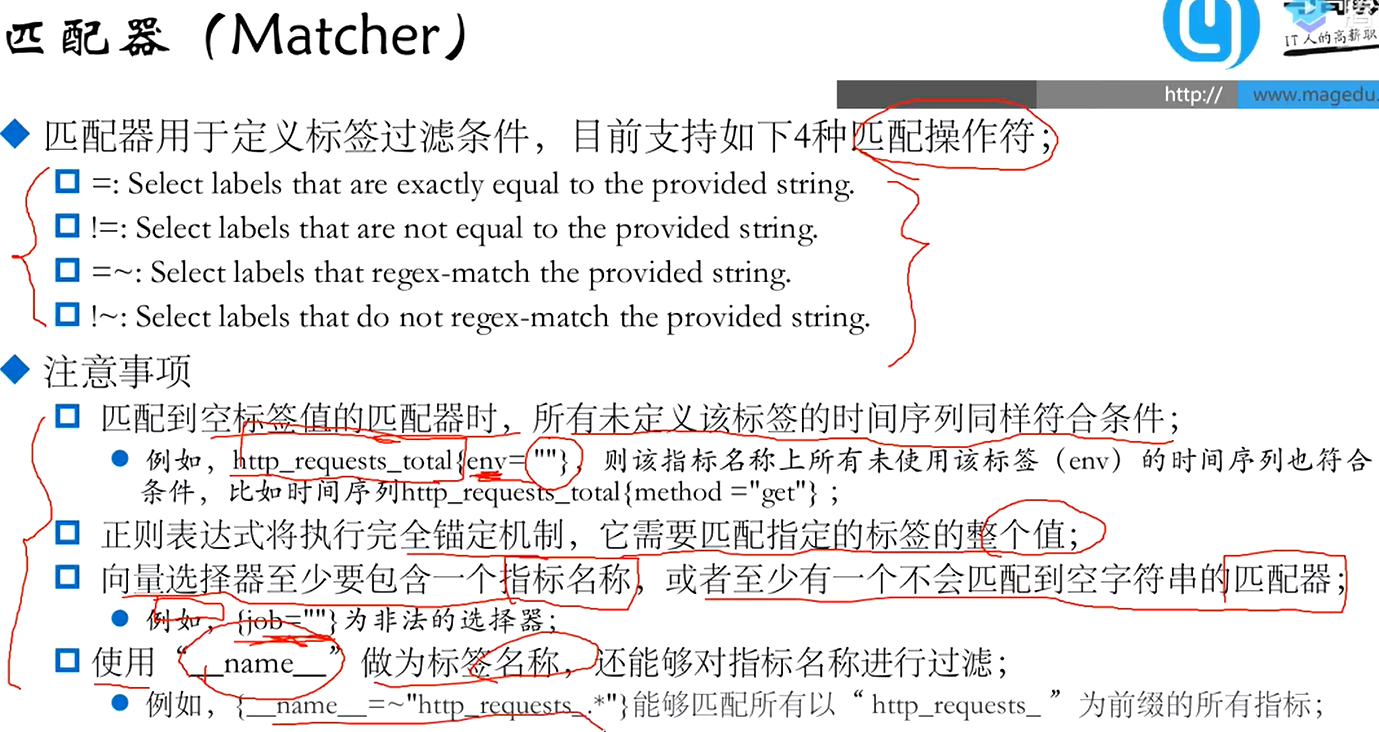 匹配器（Matcher）
IT人的高薪职
http:// www.magedu.
匹配器用于定义标签过滤条件，目前支持如下4种匹配操作符；
=: Select labels that are exactly equal to the provided string.
!=: Select labels that are not equal to the provided string.
=~: Select labels that regex-match the provided string.
!~: Select labels that do not regex-match the provided string.
注意事项
匹配到空标签值的匹配器时，所有未定义该标签的时间序列同样符合条件；
例如，http_requests_total{env=""}，则该指标名称上所有未使用该标签（env）的时间序列也符合
条件，比如时间序列http_requests_total{method ="get"}；
正则表达式将执行完全锚定机制，它需要匹配指定的标签的整个值；
向量选择器至少要包含一个指标名称，或者至少有一个不会匹配到空字符串的匹配器；
例如，{job=""}为非法的选择器；
使用“__name__”做为标签名称，还能够对指标名称进行过滤；
例如，{__name__=~"http_requests_.*"}能够匹配所有以“http_requests_”为前缀的所有指标；